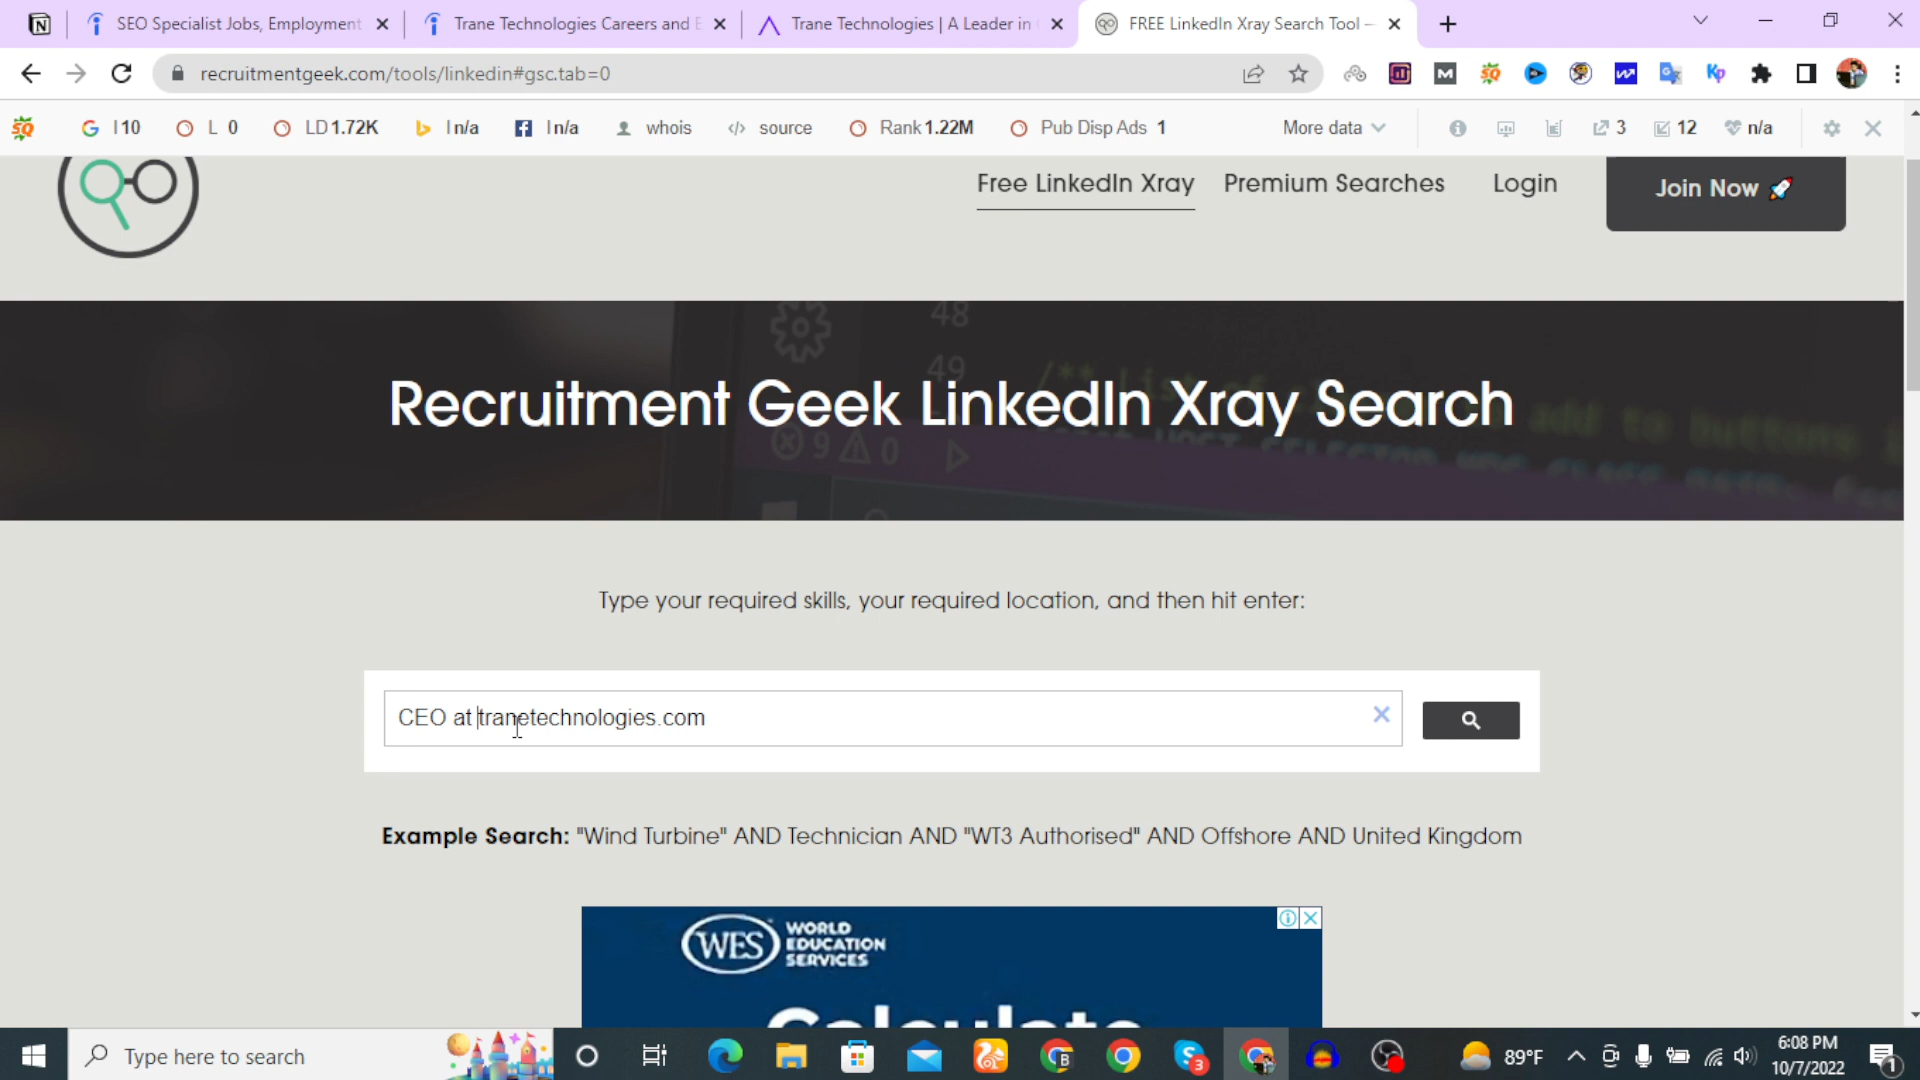 SEO Specialist Jobs, Employment
Trane Technologies Careers and E
Trane Technologies | A Leader in
FREE LinkedIn Xray Search Tool –
recruitmentgeek.com/tools/linkedin#gsc.tab=0
I 10
L 0
LD 1.72K
I n/a
I n/a
whois
source
Rank 1.22M
Pub Disp Ads 1
More data
3
12
n/a
Free LinkedIn Xray
Premium Searches
Login
Join Now 🚀
Recruitment Geek LinkedIn Xray Search
Type your required skills, your required location, and then hit enter:
CEO at tranetechnologies.com
Example Search: "Wind Turbine" AND Technician AND "WT3 Authorised" AND Offshore AND United Kingdom
WES
WORLD
EDUCATION
SERVICES
Calculate
Type here to search
89°F
6:08 PM
10/7/2022